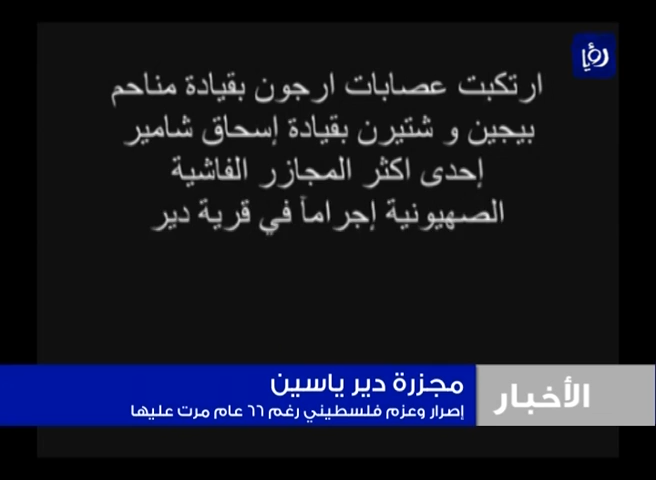 رؤيا
ارتكبت عصابات ارجون بقيادة مناحم
بيجين و شتيرن بقيادة إسحاق شامير
إحدى اكثر المجازر الفاشية
الصهيونية إجراماً في قرية دير
مجزرة دير ياسين
إصرار وعزم فلسطيني رغم ٦٦ عام مرت عليها
الأخبار